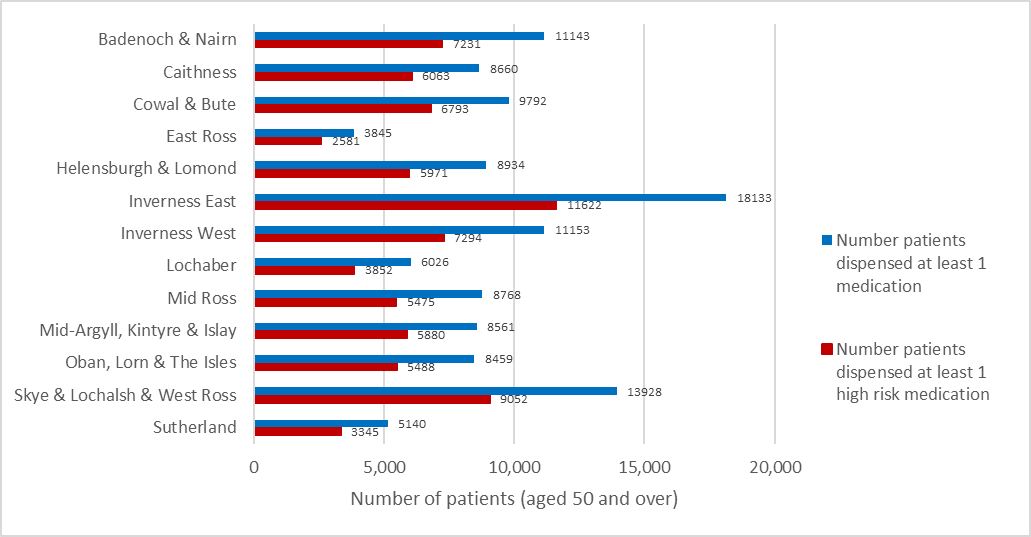 Badenoch & Nairn
11143
7231
Caithness
8660
6063
Cowal & Bute
9792
6793
East Ross
3845
2581
Helensburgh & Lomond
8934
5971
Inverness East
18133
11622
Inverness West
11153
7294
Lochaber
6026
3852
Mid Ross
8768
5475
Mid-Argyll, Kintyre & Islay
8561
5880
Oban, Lorn & The Isles
8459
5488
Skye & Lochalsh & West Ross
13928
9052
Sutherland
5140
3345
0
5,000
10,000
15,000
20,000
Number of patients (aged 50 and over)
Number patients
dispensed at least 1
medication
Number patients
dispensed at least 1
high risk medication